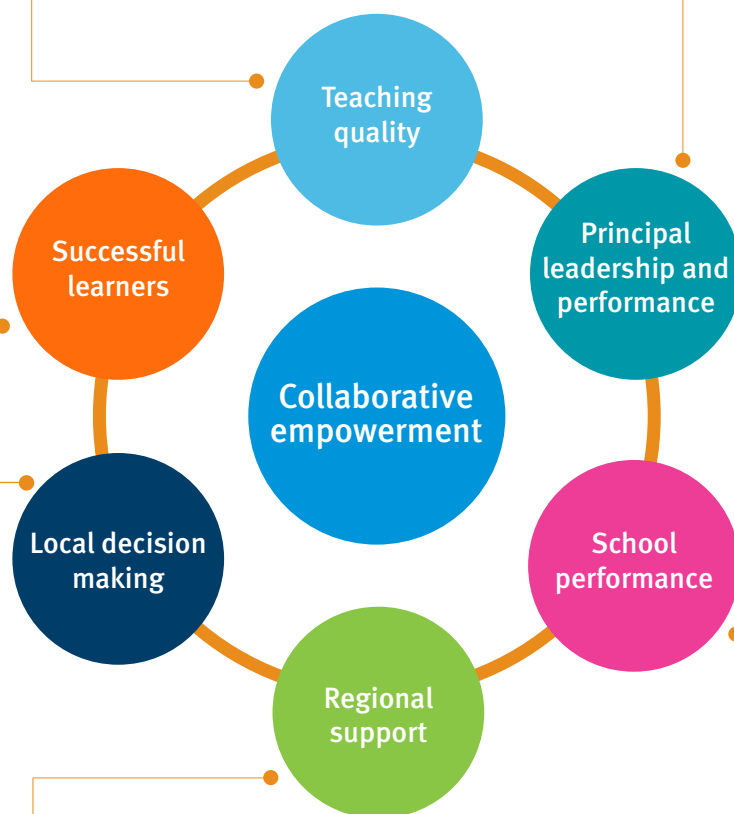 Teaching
quality
Principal
leadership and
performance
Successful
learners
Collaborative
empowerment
Local decision
making
School
performance
Regional
support